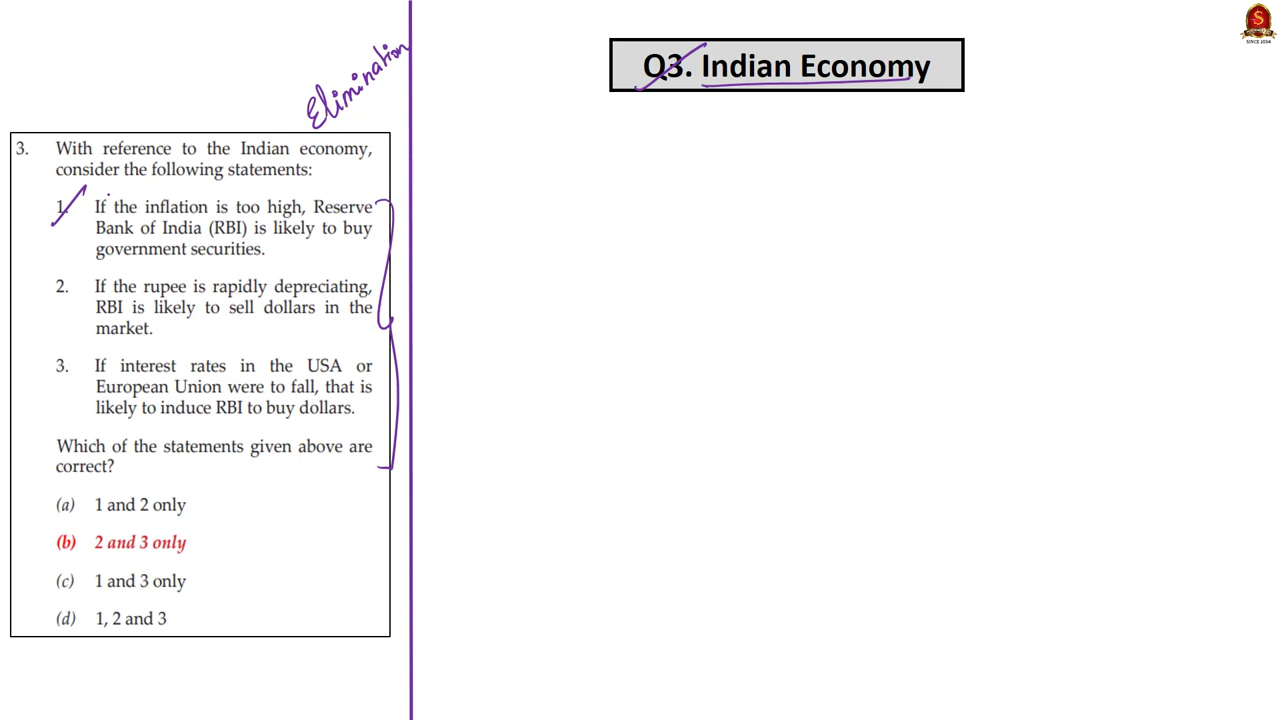 S
SINCE 2004
Q3. Indian Economy
Elimination
3. With reference to the Indian economy,
consider the following statements:
1. If the inflation is too high, Reserve
Bank of India (RBI) is likely to buy
government securities.
2. If the rupee is rapidly depreciating,
RBI is likely to sell dollars in the
market.
3. If interest rates in the USA or
European Union were to fall, that is
likely to induce RBI to buy dollars.
Which of the statements given above are
correct?
(a) 1 and 2 only
(b) 2 and 3 only
(c) 1 and 3 only
(d) 1, 2 and 3